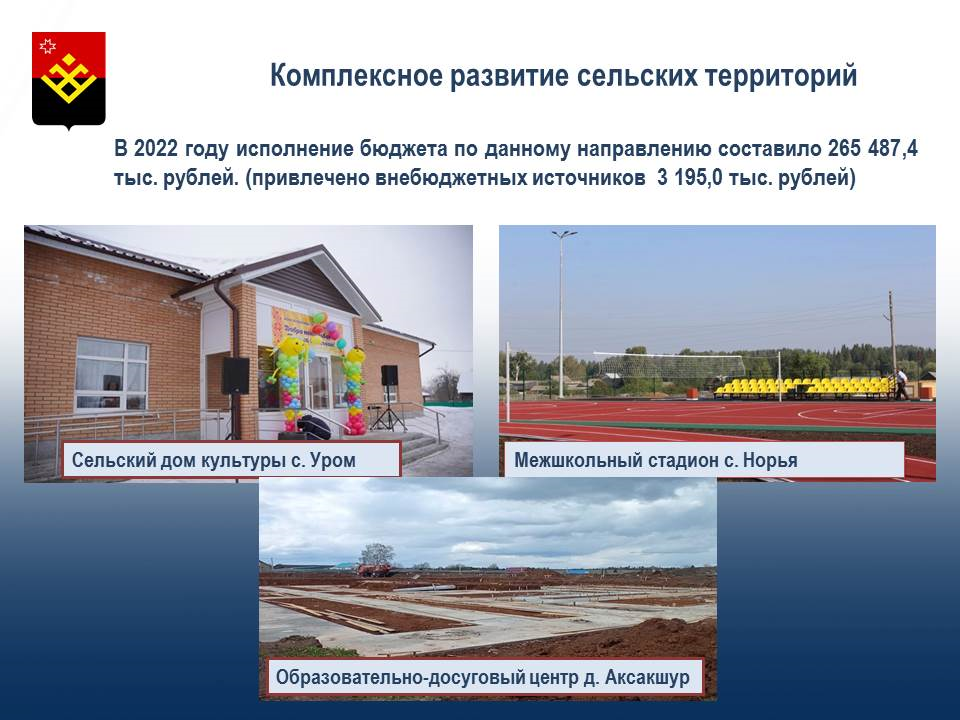 Комплексное развитие сельских территорий
В 2022 году исполнение бюджета по данному направлению составило 265 487,4
тыс. рублей. (привлечено внебюджетных источников 3 195,0 тыс. рублей)
Сельский дом культуры с. Уром
Межшкольный стадион с. Норья
Образовательно-досуговый центр д. Аксакшур